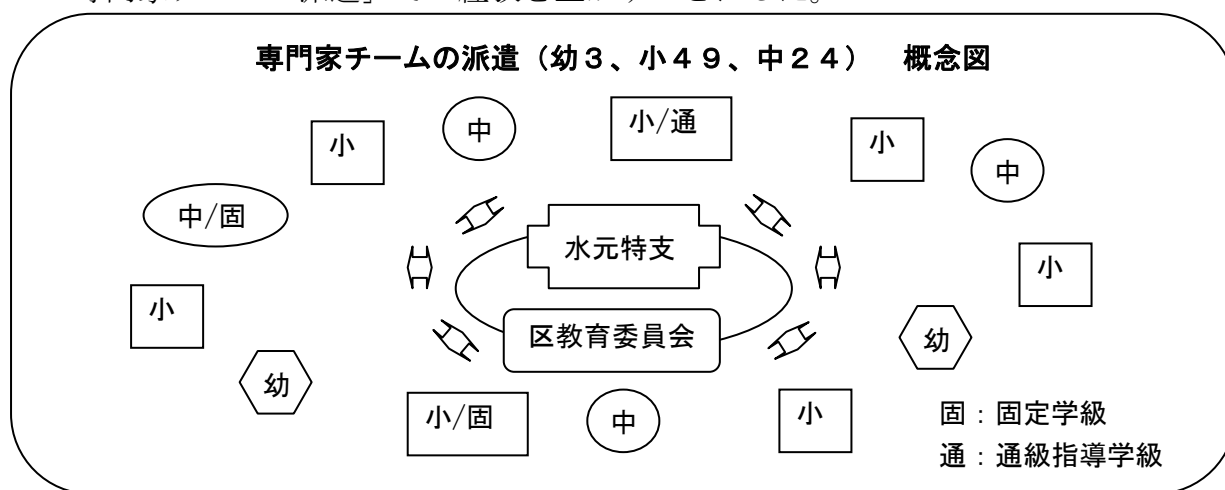 専門家チームの派遣（幼３、小４９、中２４）　概念図
小
中
小/通
小
中
中/固
水元特支
小
小
区教育委員会
幼
幼
小/固
中
小
固：固定学級
通：通級指導学級